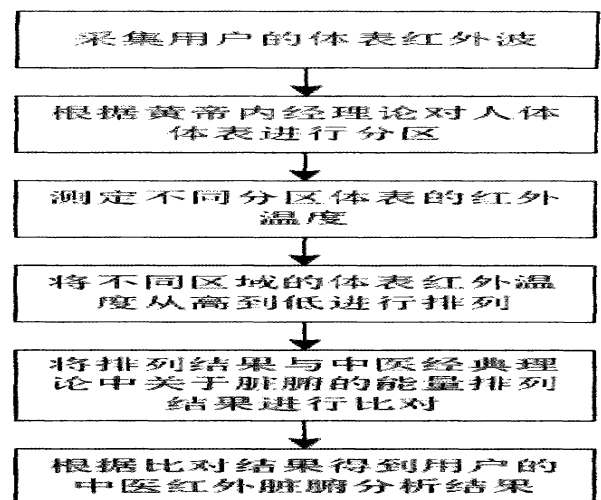 采集用户的体表红外波
根据黄帝内经理论对人体
体表进行分区
测定不同分区体表的红外
温度
将不同区域的体表红外温
度从高到低进行排列
将排列结果与中医经典理
论中关于脏腑的能量排列
结果进行比对
根据比对结果得到用户的
中医红外脏腑分析结果